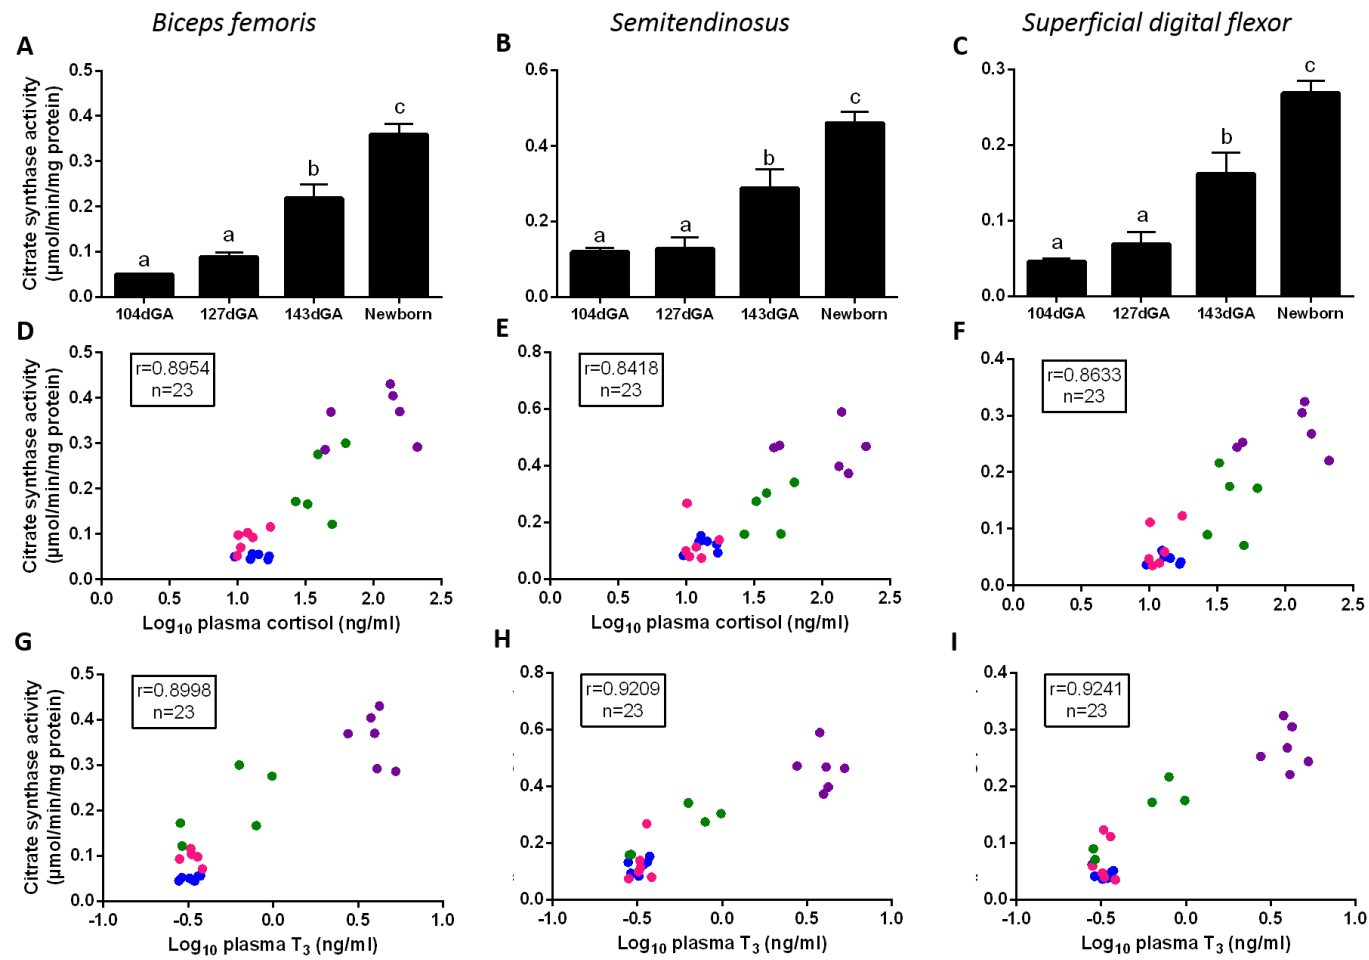 Biceps femoris
Semitendinosus
Superficial digital flexor
A
B
C
Citrate synthase activity
(µmol/min/mg protein)
0.5
0.4
0.3
0.2
0.1
0.0
a
a
b
c
104dGA 127dGA 143dGA Newborn
0.6
0.4
0.2
0.0
a
a
b
c
104dGA 127dGA 143dGA Newborn
0.3
0.2
0.1
0.0
a
a
b
c
104dGA 127dGA 143dGA Newborn
D
E
F
Citrate synthase activity
(µmol/min/mg protein)
0.5
0.4
0.3
0.2
0.1
0.0
r=0.8954
n=23
0.0 0.5 1.0 1.5 2.0 2.5
Log10 plasma cortisol (ng/ml)
0.8
0.6
0.4
0.2
0.0
r=0.8418
n=23
0.0 0.5 1.0 1.5 2.0 2.5
Log10 plasma cortisol (ng/ml)
0.4
0.3
0.2
0.1
0.0
r=0.8633
n=23
0.0 0.5 1.0 1.5 2.0 2.5
Log10 plasma cortisol (ng/ml)
G
H
I
Citrate synthase activity
(µmol/min/mg protein)
0.5
0.4
0.3
0.2
0.1
0.0
r=0.8998
n=23
-1.0 -0.5 0.0 0.5 1.0
Log10 plasma T3 (ng/ml)
0.8
0.6
0.4
0.2
0.0
r=0.9209
n=23
-1.0 -0.5 0.0 0.5 1.0
Log10 plasma T3 (ng/ml)
0.4
0.3
0.2
0.1
0.0
r=0.9241
n=23
-1.0 -0.5 0.0 0.5 1.0
Log10 plasma T3 (ng/ml)